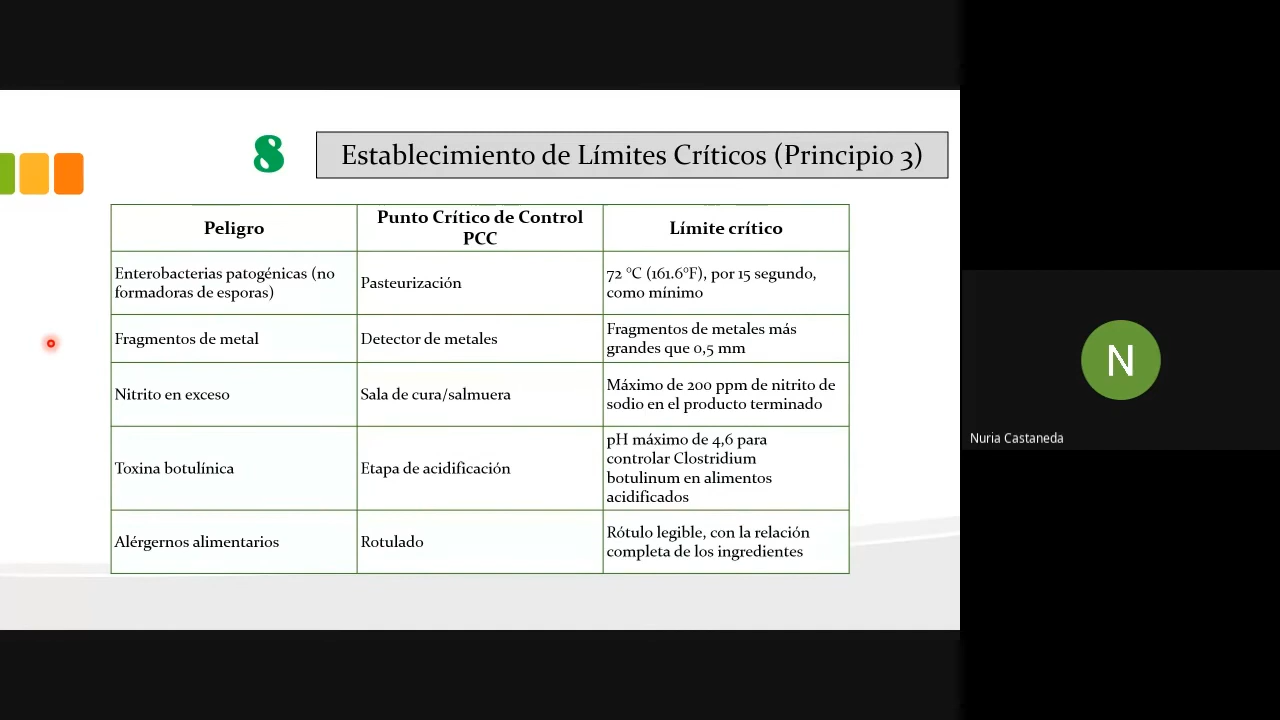 8
Establecimiento de Límites Críticos (Principio 3)
Peligro
Punto Crítico de Control
PCC
Límite crítico
Enterobacterias patogénicas (no
formadoras de esporas)
Pasteurización
72 °C (161.6°F), por 15 segundo,
como mínimo
Fragmentos de metal
Detector de metales
Fragmentos de metales más
grandes que 0,5 mm
Nitrito en exceso
Sala de cura/salmuera
Máximo de 200 ppm de nitrito de
sodio en el producto terminado
Toxina botulínica
Etapa de acidificación
pH máximo de 4,6 para
controlar Clostridium
botulinum en alimentos
acidificados
Alérgernos alimentarios
Rotulado
Rótulo legible, con la relación
completa de los ingredientes
N
Nuria Castaneda